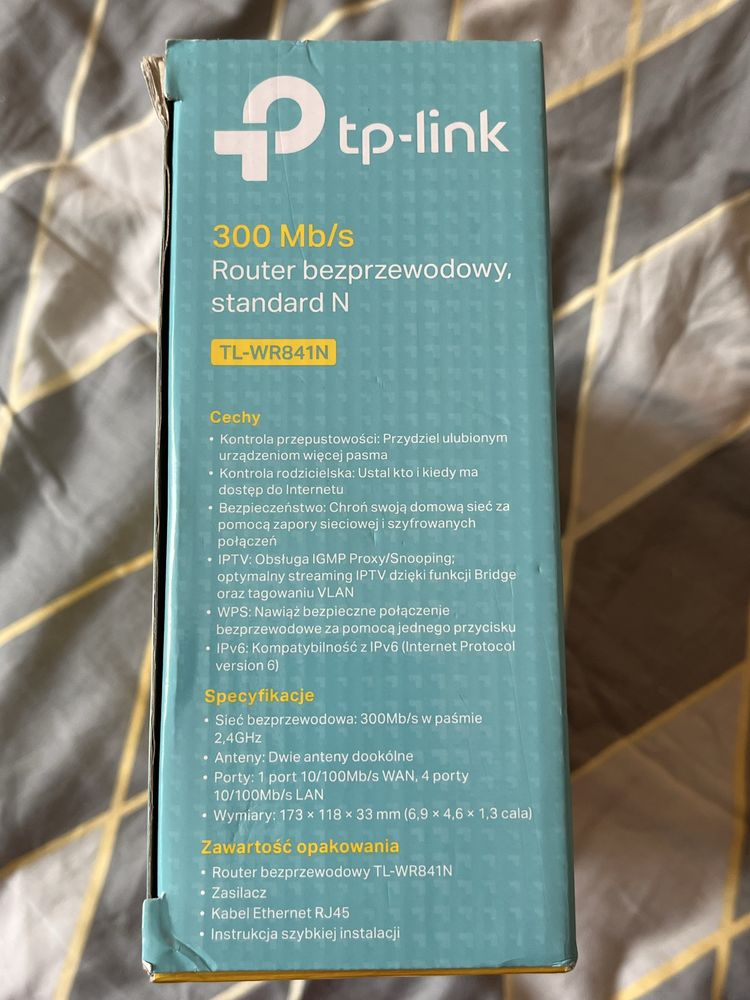 tp-link
300 Mb/s
Router bezprzewodowy,
standard N
TL-WR841N
Cechy
• Kontrola przepustowości: Przydziel ulubionym
urządzeniom więcej pasma
• Kontrola rodzicielska: Ustal kto i kiedy ma
dostęp do Internetu
• Bezpieczeństwo: Chroń swoją domową sieć za
pomocą zapory sieciowej i szyfrowanych
połączeń
• IPTV: Obsługa IGMP Proxy/Snooping;
optymalny streaming IPTV dzięki funkcji Bridge
oraz tagowaniu VLAN
• WPS: Nawiąż bezpieczne połączenie
bezprzewodowe za pomocą jednego przycisku
• IPv6: Kompatybilność z IPv6 (Internet Protocol
version 6)
Specyfikacje
• Sieć bezprzewodowa: 300Mb/s w paśmie
2,4GHz
• Anteny: Dwie anteny dookólne
• Porty: 1 port 10/100Mb/s WAN, 4 porty
10/100Mb/s LAN
• Wymiary: 173 × 118 × 33 mm (6,9 × 4,6 × 1,3 cala)
Zawartość opakowania
• Router bezprzewodowy TL-WR841N
• Zasilacz
• Kabel Ethernet RJ45
• Instrukcja szybkiej instalacji